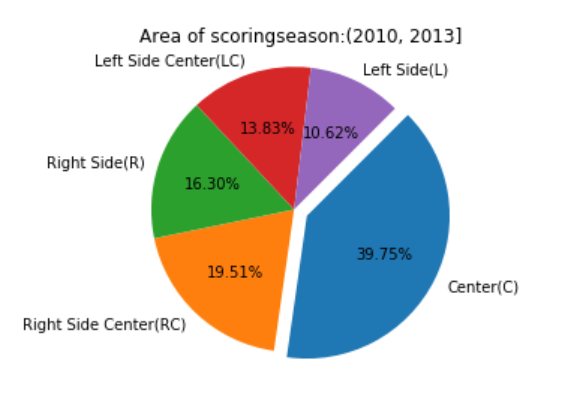 Area of scoringseason:(2010, 2013]
Left Side Center(LC)
Left Side(L)
13.83%
10.62%
Right Side(R)
16.30%
39.75%
19.51%
Center(C)
Right Side Center(RC)